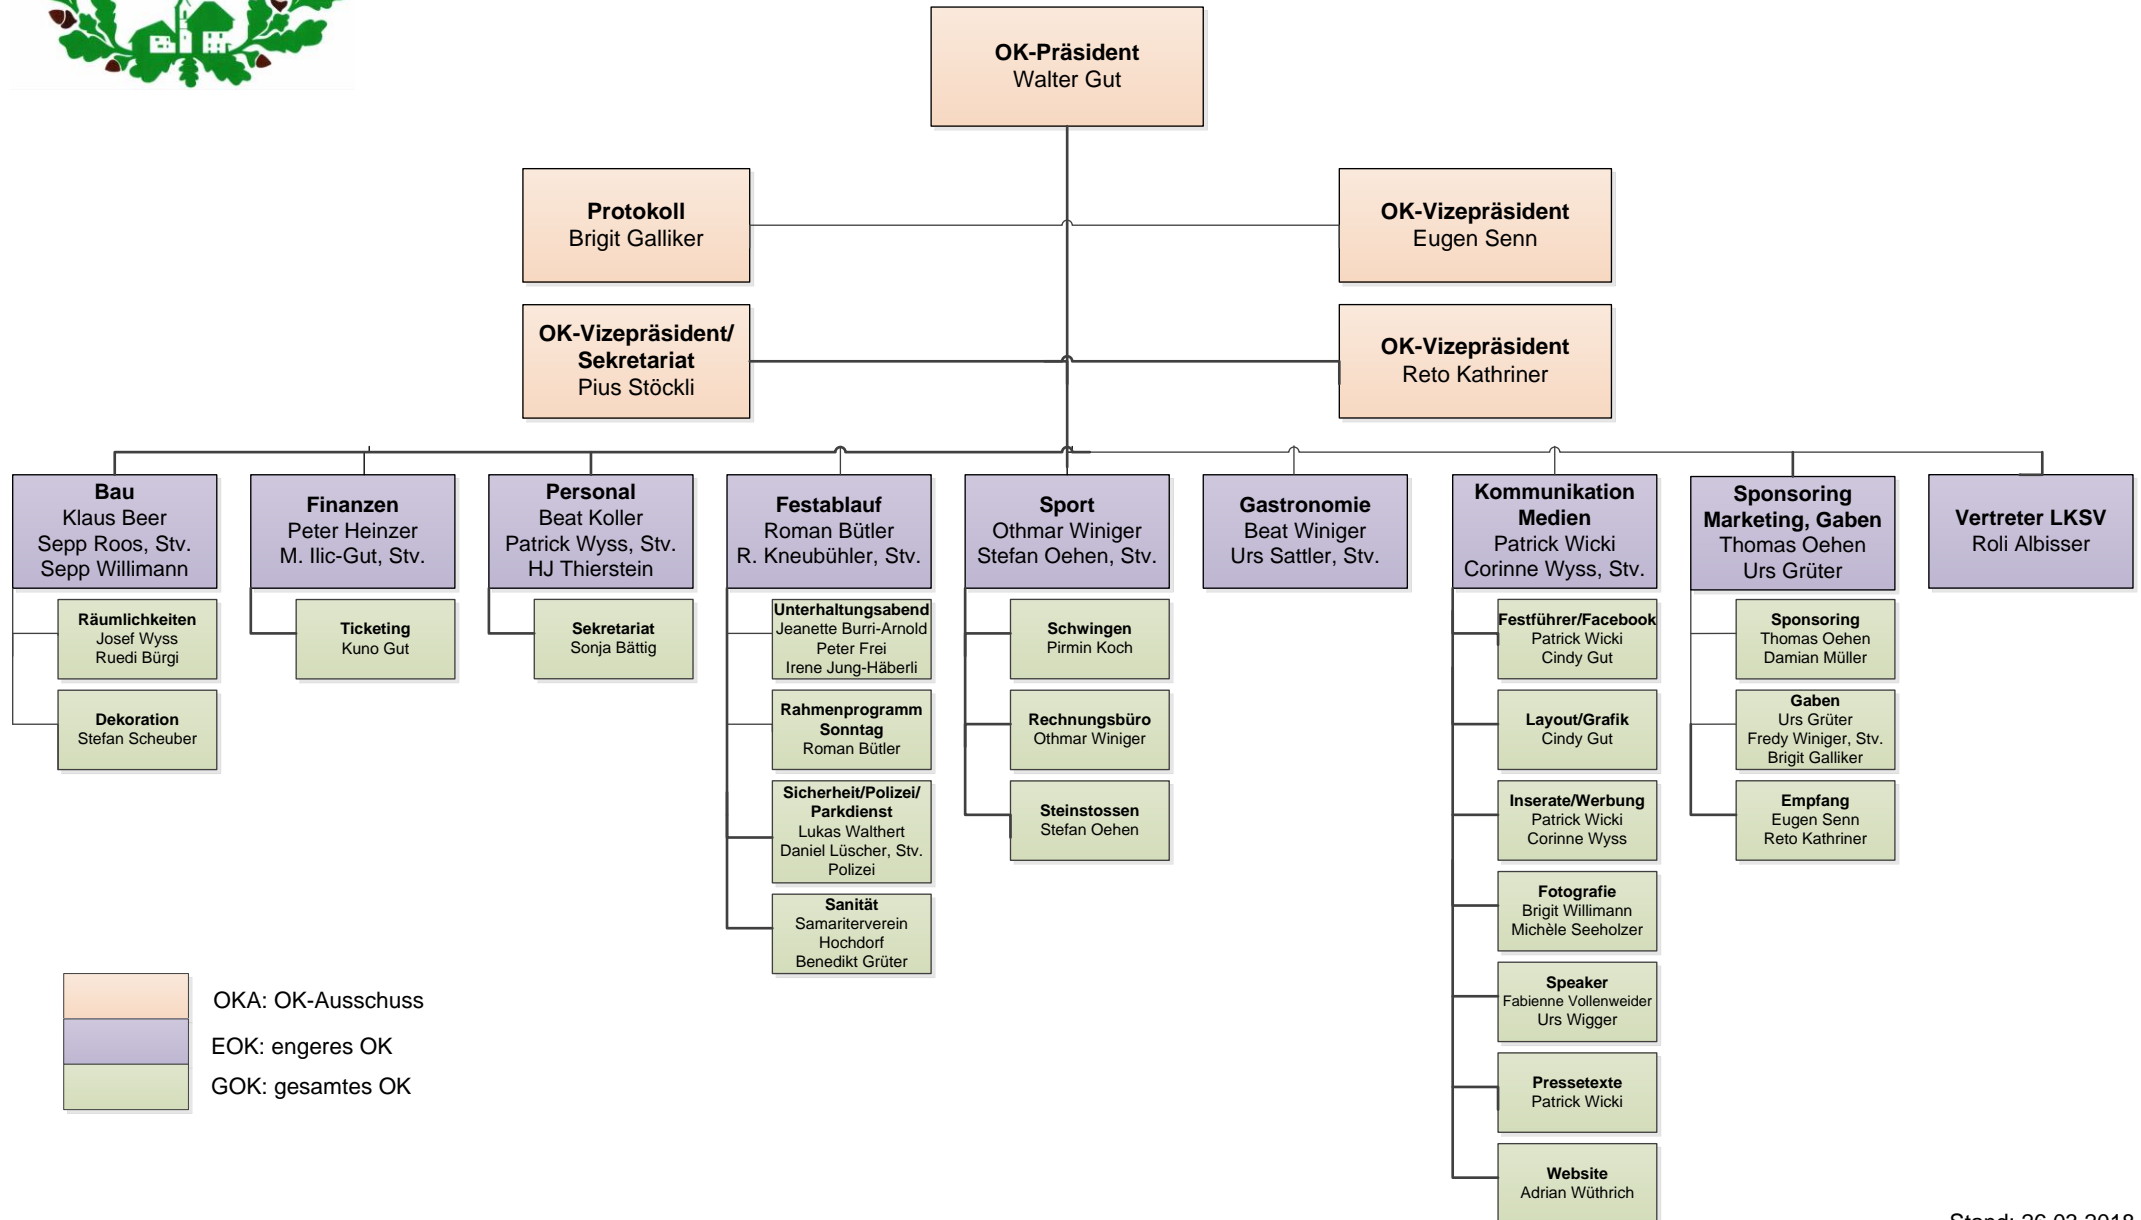 OK-Präsident
Walter Gut
Protokoll
Brigit Galliker
OK-Vizepräsident
Eugen Senn
OK-Vizepräsident/
Sekretariat
Pius Stöckli
OK-Vizepräsident
Reto Kathriner
Bau
Klaus Beer
Sepp Roos, Stv.
Sepp Willimann
Räumlichkeiten
Josef Wyss
Ruedi Bürgi
Dekoration
Stefan Scheuber
Finanzen
Peter Heinzer
M. Ilic-Gut, Stv.
Ticketing
Kuno Gut
Personal
Beat Koller
Patrick Wyss, Stv.
HJ Thierstein
Sekretariat
Sonja Bättig
Festablauf
Roman Bütler
R. Kneubühler, Stv.
Unterhaltungsabend
Jeanette Burri-Arnold
Peter Frei
Irene Jung-Häberli
Rahmenprogramm
Sonntag
Roman Bütler
Sicherheit/Polizei/
Parkdienst
Lukas Walthert
Daniel Lüscher, Stv.
Polizei
Sanität
Samariterverein
Hochdorf
Benedikt Grüter
Sport
Othmar Winiger
Stefan Oehen, Stv.
Schwingen
Pirmin Koch
Rechnungsbüro
Othmar Winiger
Steinstossen
Stefan Oehen
Gastronomie
Beat Winiger
Urs Sattler, Stv.
Kommunikation
Medien
Patrick Wicki
Corinne Wyss, Stv.
Festführer/Facebook
Patrick Wicki
Cindy Gut
Layout/Grafik
Cindy Gut
Inserate/Werbung
Patrick Wicki
Corinne Wyss
Fotografie
Brigit Willimann
Michèle Seeholzer
Speaker
Fabienne Vollenweider
Urs Wigger
Pressetexte
Patrick Wicki
Website
Adrian Wüthrich
Sponsoring
Marketing, Gaben
Thomas Oehen
Urs Grüter
Sponsoring
Thomas Oehen
Damian Müller
Gaben
Urs Grüter
Fredy Winiger, Stv.
Brigit Galliker
Empfang
Eugen Senn
Reto Kathriner
Vertreter LKSV
Roli Albisser
OKA: OK-Ausschuss
EOK: engeres OK
GOK: gesamtes OK
Stand: